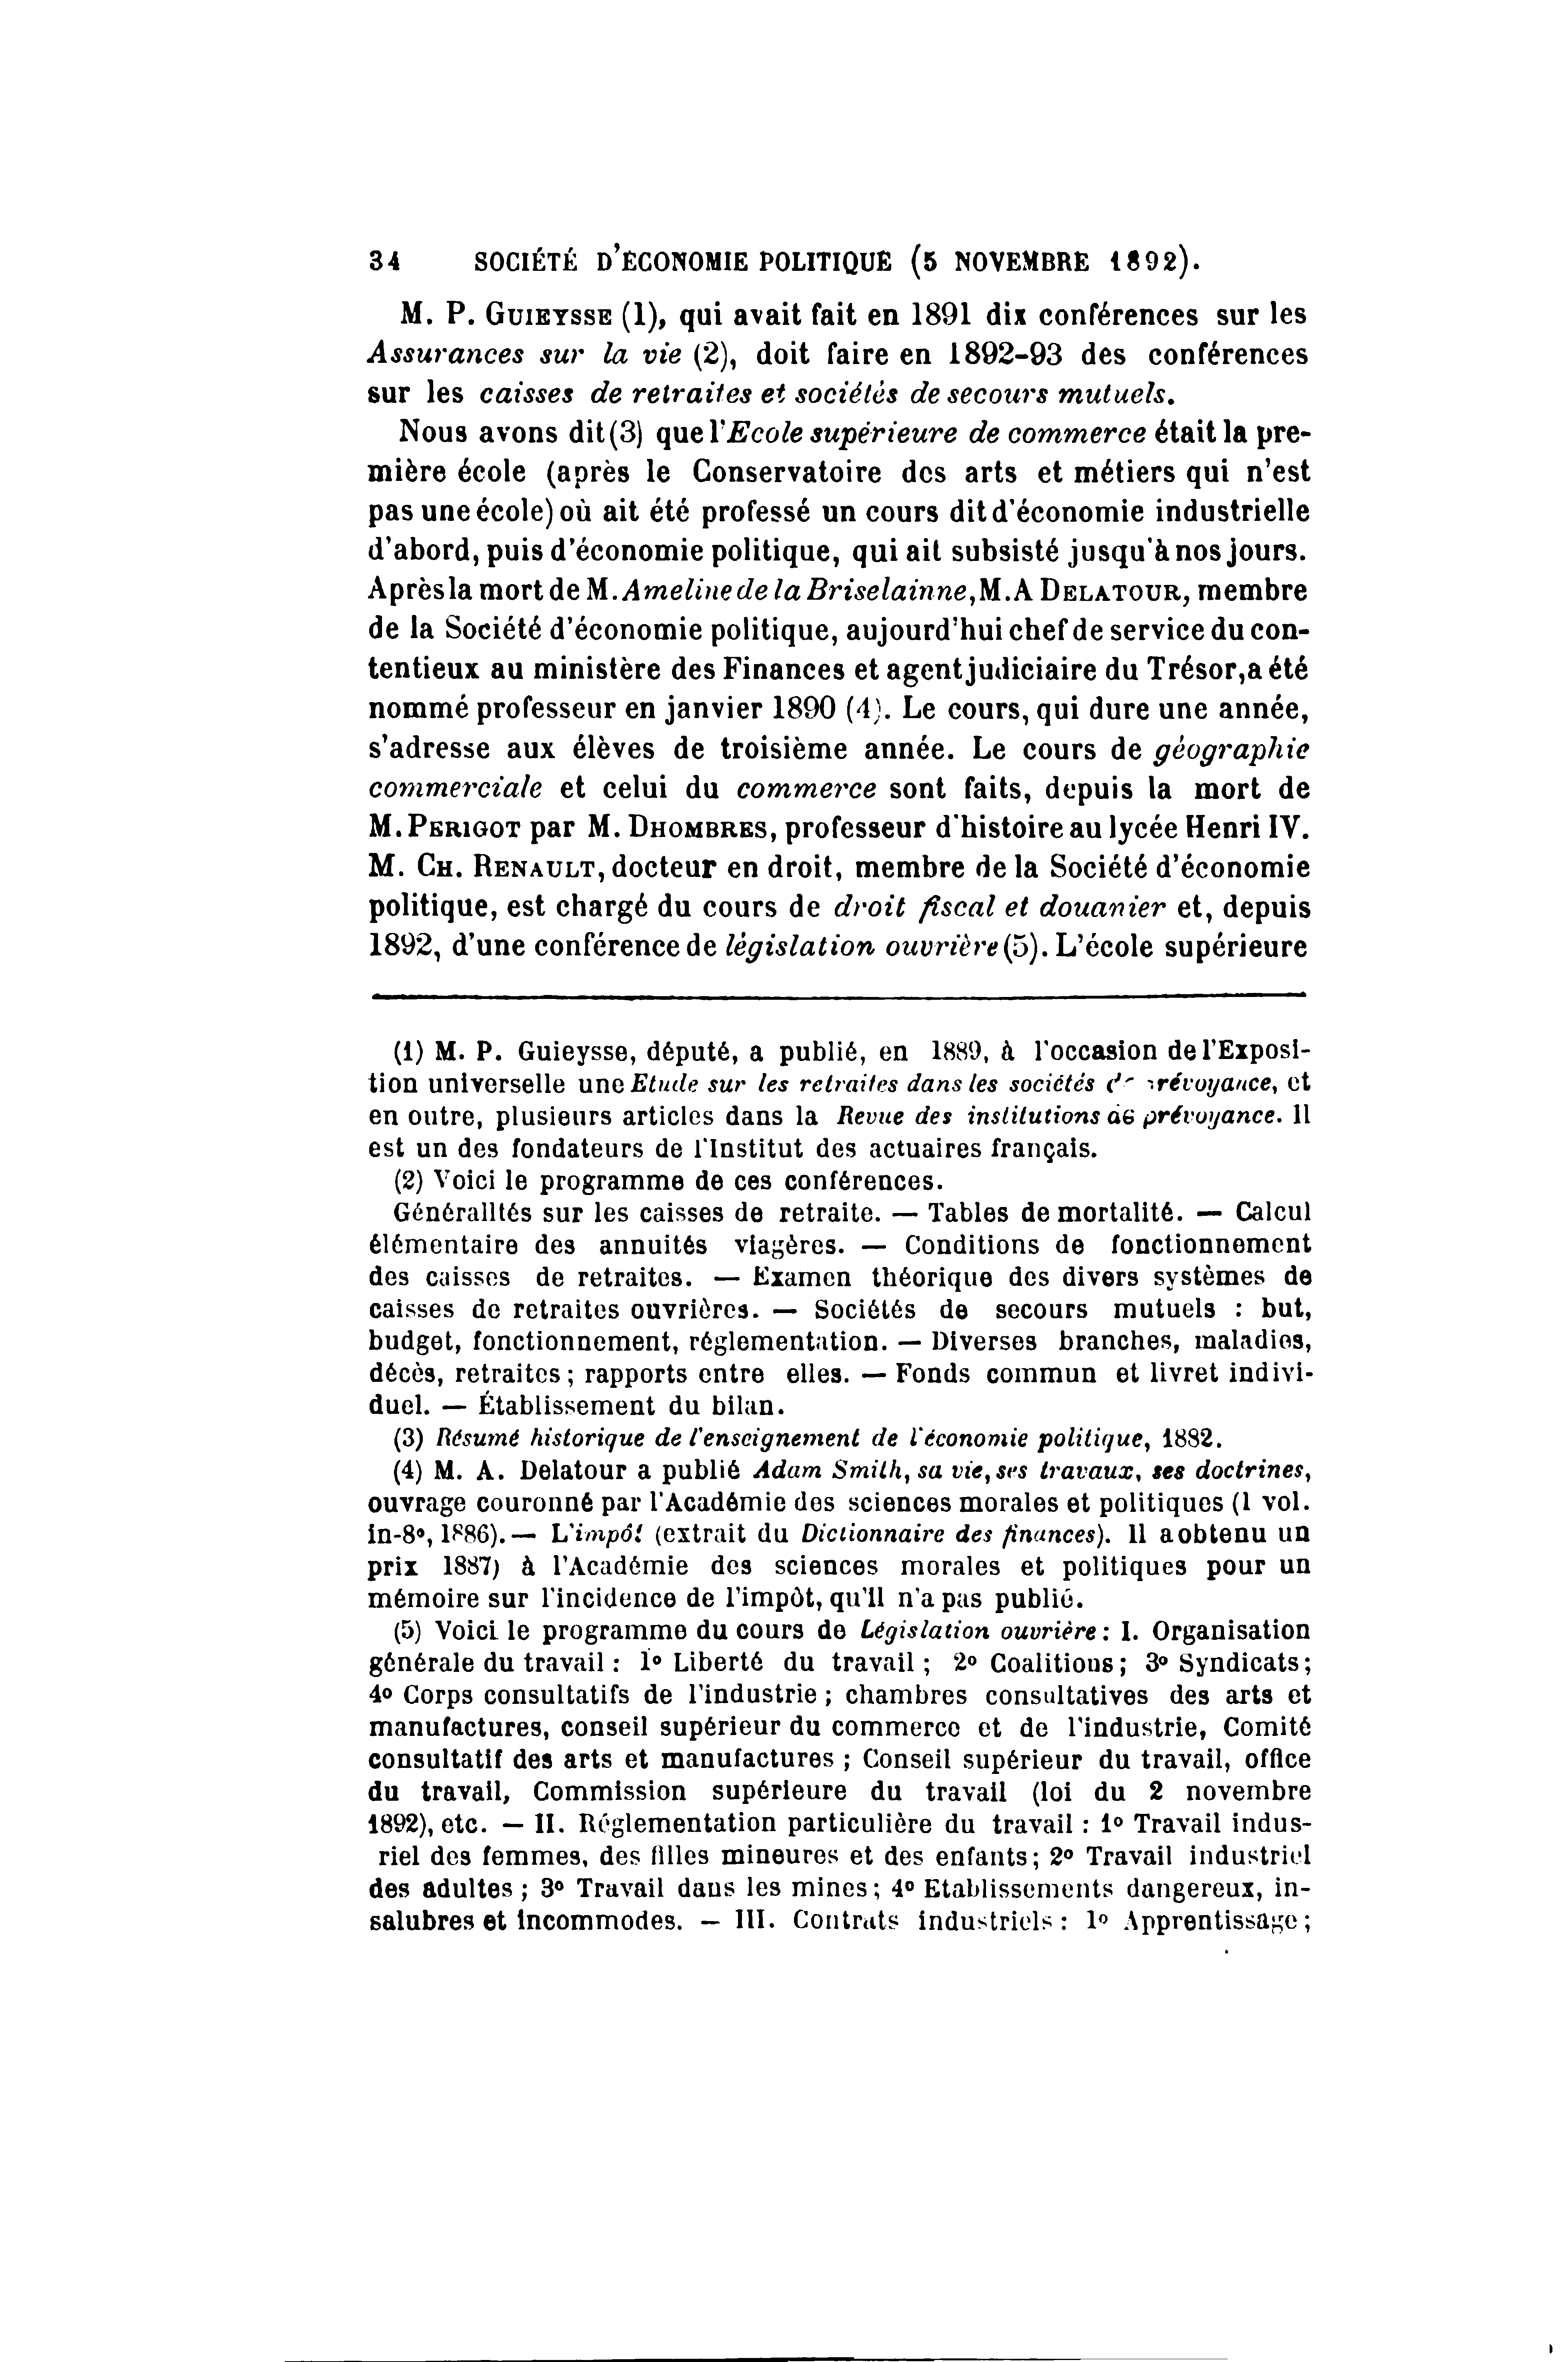 34 SOCIÉTÉ D'ÉCONOMIE POLITIQUE (5 NOVEMBRE 1892).
M. P. GUIEYSSE (1), qui avait fait en 1891 dix conférences sur les
Assurances sur la vie (2), doit faire en 1892-93 des conférences
sur les caisses de retraites et sociétés de secours mutuels.
Nous avons dit (3) que l'Ecole supérieure de commerce était la pre-
mière école (après le Conservatoire des arts et métiers qui n'est
pas une école) où ait été professé un cours dit d'économie industrielle
d'abord, puis d'économie politique, qui ait subsisté jusqu'à nos jours.
Après la mort de M. Ameline de la Briselainne, M. A DELATOUR, membre
de la Société d'économie politique, aujourd'hui chef de service du con-
tentieux au ministère des Finances et agent judiciaire du Trésor, a été
nommé professeur en janvier 1890 (4). Le cours, qui dure une année,
s'adresse aux élèves de troisième année. Le cours de géographie
commerciale et celui du commerce sont faits, depuis la mort de
M. PERIGOT par M. DHOMBRES, professeur d'histoire au lycée Henri IV.
M. CH. RENAULT, docteur en droit, membre de la Société d'économie
politique, est chargé du cours de droit fiscal et douanier et, depuis
1892, d'une conférence de législation ouvrière (5). L'école supérieure
(1) M. P. Guieysse, député, a publié, en 1889, à l'occasion de l'Exposi-
tion universelle une Etude sur les retraites dans les sociétés de prévoyance, et
en outre, plusieurs articles dans la Revue des institutions de prévoyance. Il
est un des fondateurs de l'Institut des actuaires français.
(2) Voici le programme de ces conférences.
Généralités sur les caisses de retraite. — Tables de mortalité. — Calcul
élémentaire des annuités viagères. — Conditions de fonctionnement
des caisses de retraites. — Examen théorique des divers systèmes de
caisses de retraites ouvrières. — Sociétés de secours mutuels : but,
budget, fonctionnement, réglementation. — Diverses branches, maladies,
décès, retraites ; rapports entre elles. — Fonds commun et livret indivi-
duel. — Établissement du bilan.
(3) Résumé historique de l'enseignement de l'économie politique, 1882.
(4) M. A. Delatour a publié Adam Smith, sa vie, ses travaux, ses doctrines,
ouvrage couronné par l'Académie des sciences morales et politiques (1 vol.
in-8°, 1886). — L'impôt (extrait du Dictionnaire des finances). Il a obtenu un
prix 1887) à l'Académie des sciences morales et politiques pour un
mémoire sur l'incidence de l'impôt, qu'il n'a pas publié.
(5) Voici le programme du cours de Législation ouvrière : I. Organisation
générale du travail : 1° Liberté du travail ; 2° Coalitions ; 3° Syndicats ;
4° Corps consultatifs de l'industrie ; chambres consultatives des arts et
manufactures, conseil supérieur du commerce et de l'industrie, Comité
consultatif des arts et manufactures ; Conseil supérieur du travail, office
du travail, Commission supérieure du travail (loi du 2 novembre
1892), etc. — II. Réglementation particulière du travail : 1° Travail indus-
riel des femmes, des filles mineures et des enfants ; 2° Travail industriel
des adultes ; 3° Travail dans les mines ; 4° Etablissements dangereux, in-
salubres et incommodes. — III. Contrats industriels : 1° Apprentissage ;